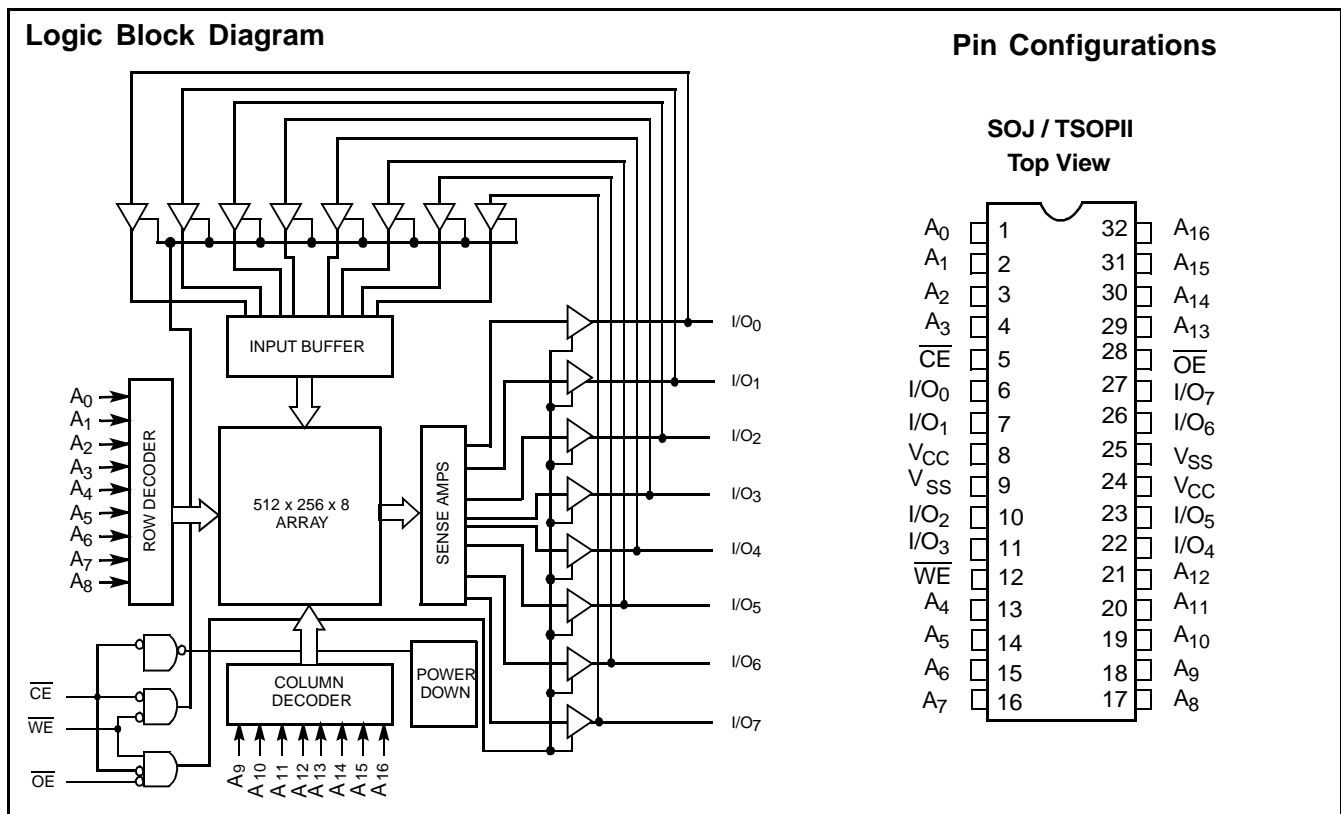 Logic Block Diagram
INPUT BUFFER
A0
A1
A2
A3
A4
A5
A6
A7
A8
ROW DECODER
512 x 256 x 8
ARRAY
SENSE AMPS
I/O0
I/O1
I/O2
I/O3
I/O4
I/O5
I/O6
I/O7
COLUMN
DECODER
POWER
DOWN
CE
WE
OE
A9
A10
A11
A12
A13
A14
A15
A16
Pin Configurations
SOJ / TSOPII
Top View
A0 1 32 A16
A1 2 31 A15
A2 3 30 A14
A3 4 29 A13
CE 5 28 OE
I/O0 6 27 I/O7
I/O1 7 26 I/O6
VCC 8 25 VSS
VSS 9 24 VCC
I/O2 10 23 I/O5
I/O3 11 22 I/O4
WE 12 21 A12
A4 13 20 A11
A5 14 19 A10
A6 15 18 A9
A7 16 17 A8